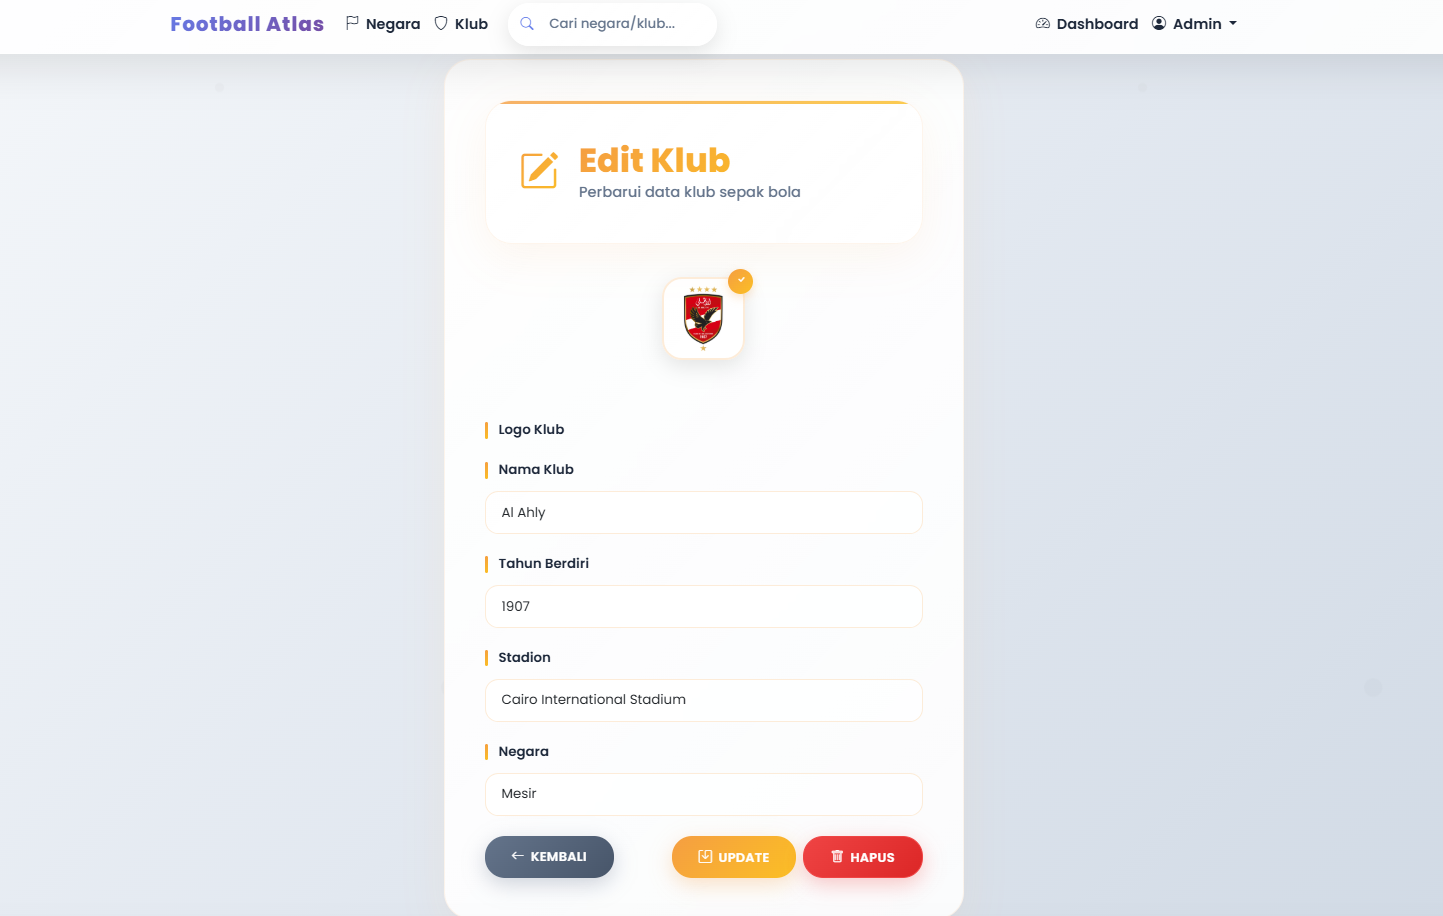 Football Atlas
Negara
Klub
Cari negara/klub...
Dashboard
Admin
Edit Klub
Perbarui data klub sepak bola
Logo Klub
Nama Klub
Al Ahly
Tahun Berdiri
1907
Stadion
Cairo International Stadium
Negara
Mesir
KEMBALI
UPDATE
HAPUS